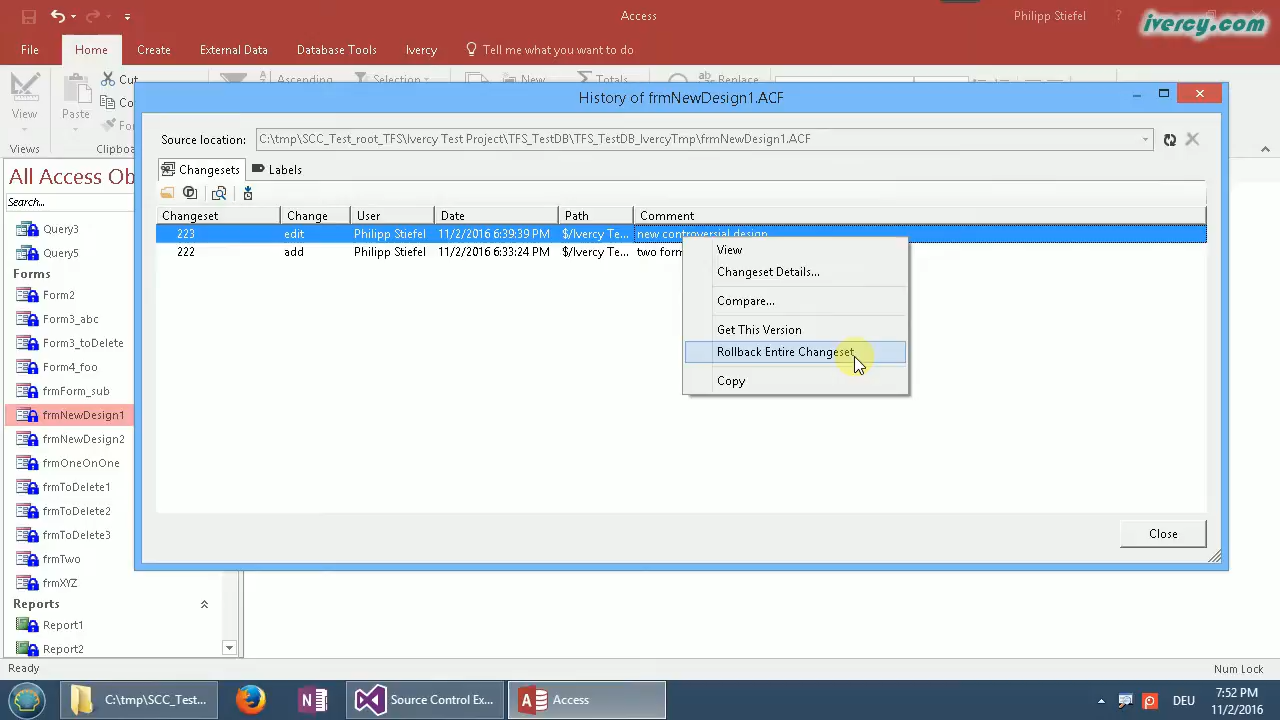 Access
Philipp Stiefel
?
ivercy.com
File
Home
Create
External Data
Database Tools
Ivercy
Tell me what you want to do
View
Paste
Cut
Ascending
Selection
New
Totals
Replace
Views
History of frmNewDesign1.ACF
Source location:
C:\tmp\SCC_Test_root_TFS\Ivercy Test Project\TFS_TestDB\TFS_TestDB_IvercyTmp\frmNewDesign1.ACF
Changesets
Labels
Changeset
Change
User
Date
Path
Comment
223
edit
Philipp Stiefel
11/2/2016 6:39:39 PM
$/Ivercy Te...
new controversial design
222
add
Philipp Stiefel
11/2/2016 6:33:24 PM
$/Ivercy Te...
two form
View
Changeset Details...
Compare...
Get This Version
Rollback Entire Changeset
Copy
Close
All Access Ob
Search...
Query3
Query5
Forms
Form2
Form3_abc
Form3_toDelete
Form4_foo
frmForm_sub
frmNewDesign1
frmNewDesign2
frmOneOnOne
frmToDelete1
frmToDelete2
frmToDelete3
frmTwo
frmXYZ
Reports
Report1
Report2
Ready
Num Lock
C:\tmp\SCC_Test...
Source Control Ex...
Access
DEU
7:52 PM
11/2/2016